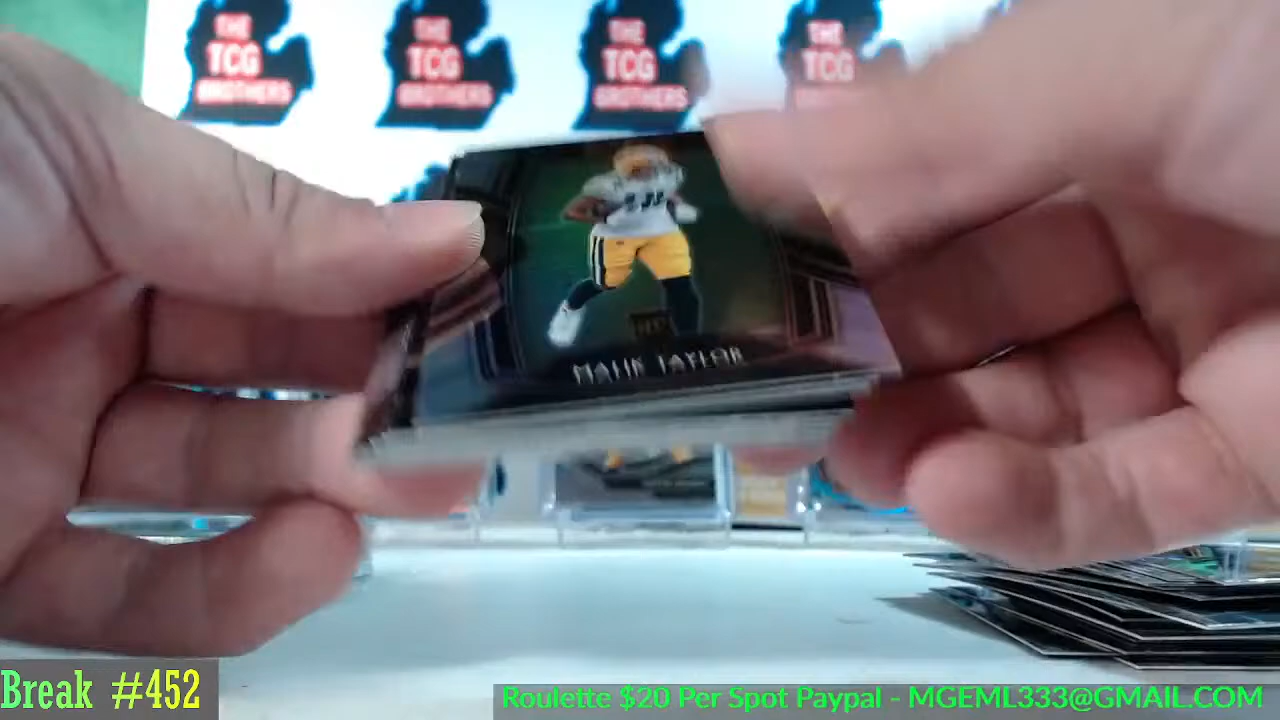 THE
TCG
BROTHERS
THE
TCG
BROTHERS
THE
TCG
BROTHERS
THE
TCG
BROTHERS
MALIK TAYLOR
Break #452
Roulette $20 Per Spot Paypal - MGEML333@GMAIL.COM